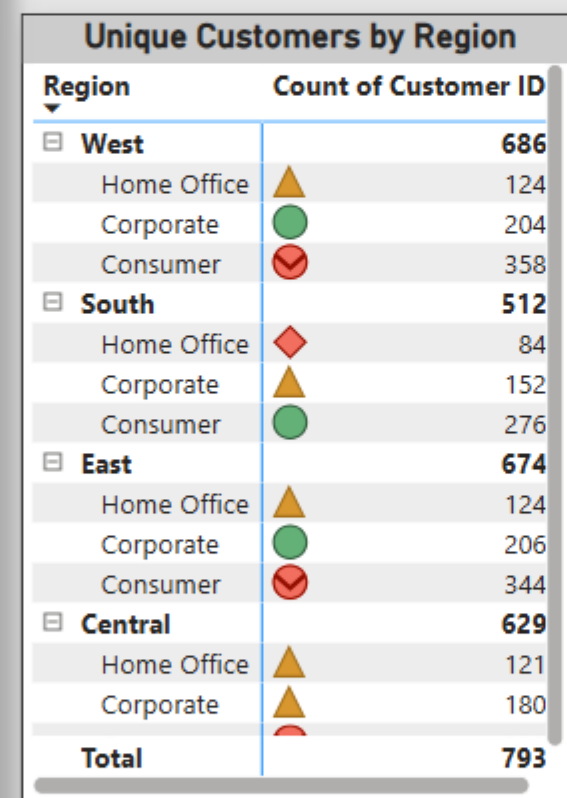 Unique Customers by Region
Region Count of Customer ID
West 686
Home Office 124
Corporate 204
Consumer 358
South 512
Home Office 84
Corporate 152
Consumer 276
East 674
Home Office 124
Corporate 206
Consumer 344
Central 629
Home Office 121
Corporate 180
Total 793